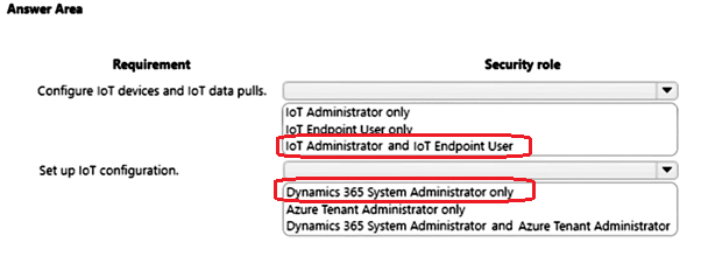 Answer Area
Requirement Security role
Configure IoT devices and IoT data pulls.
IoT Administrator only
IoT Endpoint User only
IoT Administrator and IoT Endpoint User
Set up IoT configuration.
Dynamics 365 System Administrator only
Azure Tenant Administrator only
Dynamics 365 System Administrator and Azure Tenant Administrator